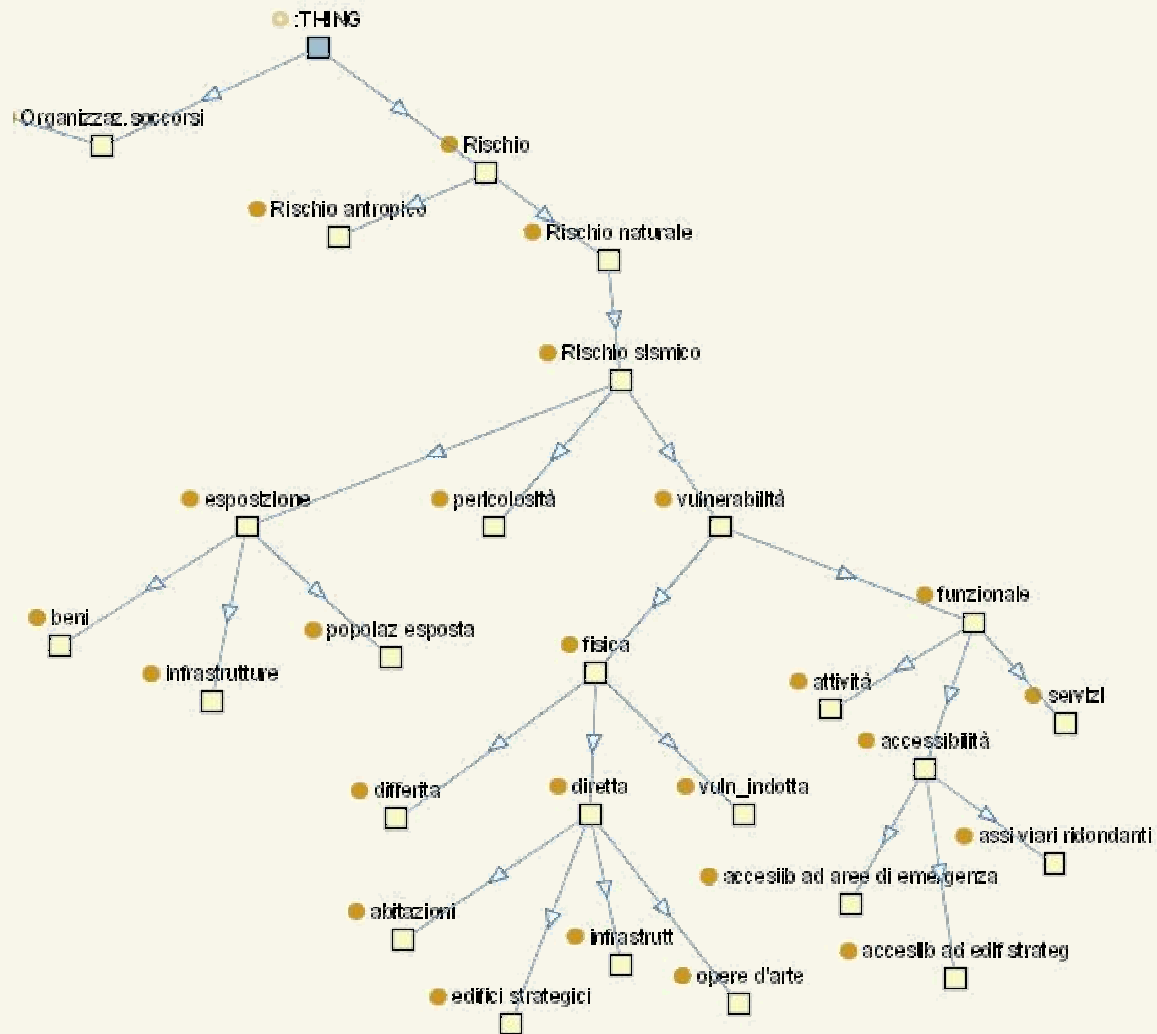 :THING
Organizzaz.soccorsi
Rischio
Rischio antropico
Rischio naturale
Rischio sismico
esposizione
pericolosità
vulnerabilità
beni
infrastrutture
popolaz esposta
fisica
funzionale
attività
servizi
accessibilità
differita
diretta
vuln_indotta
assi viari ridondanti
accesiib ad aree di emergenza
accesiib ad edif strateg
abitazioni
infrastrutt
opere d'arte
edifici strategici